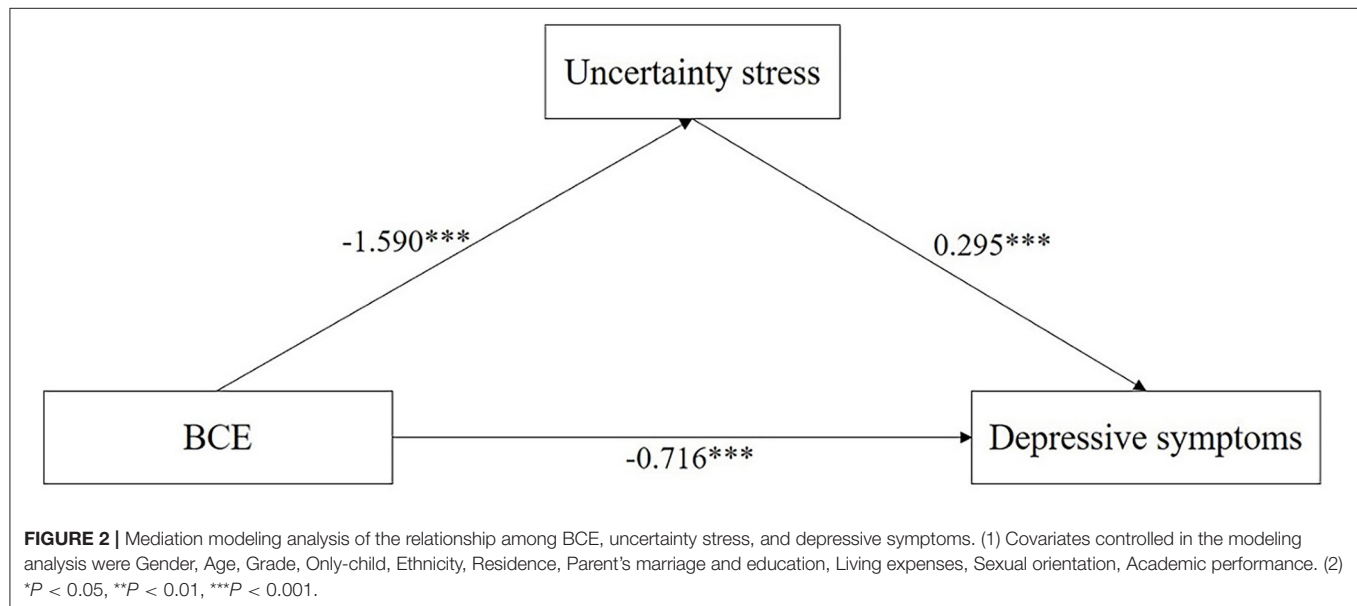 Uncertainty stress
-1.590***
0.295***
BCE
Depressive symptoms
-0.716***
FIGURE 2 | Mediation modeling analysis of the relationship among BCE, uncertainty stress, and depressive symptoms. (1) Covariates controlled in the modeling
analysis were Gender, Age, Grade, Only-child, Ethnicity, Residence, Parent's marriage and education, Living expenses, Sexual orientation, Academic performance. (2)
*P < 0.05, **P < 0.01, ***P < 0.001.